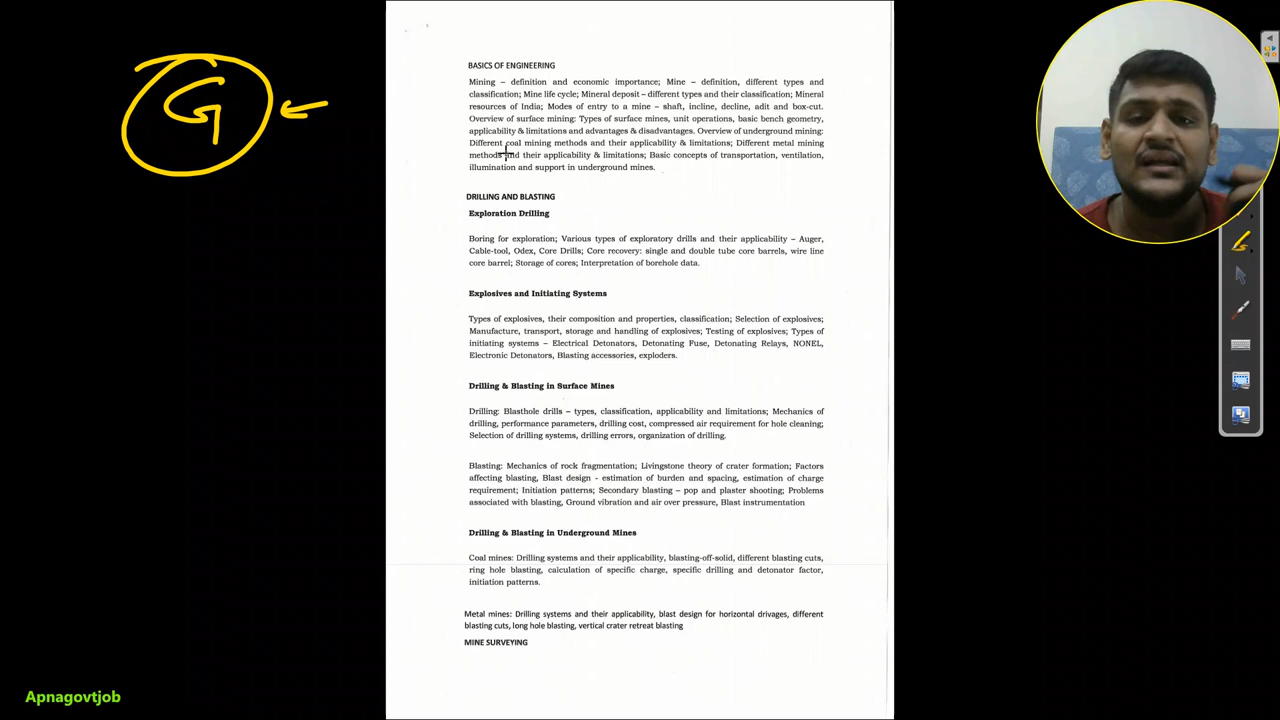 G
BASICS OF ENGINEERING
Mining – definition and economic importance; Mine – definition, different types and
classification; Mine life cycle; Mineral deposit – different types and their classification; Mineral
resources of India; Modes of entry to a mine – shaft, incline, decline, adit and box-cut.
Overview of surface mining: Types of surface mines, unit operations, basic bench geometry,
applicability & limitations and advantages & disadvantages. Overview of underground mining:
Different coal mining methods and their applicability & limitations; Different metal mining
methods and their applicability & limitations; Basic concepts of transportation, ventilation,
illumination and support in underground mines.
DRILLING AND BLASTING
Exploration Drilling
Boring for exploration; Various types of exploratory drills and their applicability – Auger,
Cable-tool, Odex, Core Drills; Core recovery: single and double tube core barrels, wire line
core barrel; Storage of cores; Interpretation of borehole data.
Explosives and Initiating Systems
Types of explosives, their composition and properties, classification; Selection of explosives;
Manufacture, transport, storage and handling of explosives; Testing of explosives; Types of
initiating systems – Electrical Detonators, Detonating Fuse, Detonating Relays, NONEL,
Electronic Detonators, Blasting accessories, exploders.
Drilling & Blasting in Surface Mines
Drilling: Blasthole drills – types, classification, applicability and limitations; Mechanics of
drilling, performance parameters, drilling cost, compressed air requirement for hole cleaning;
Selection of drilling systems, drilling errors, organization of drilling.
Blasting: Mechanics of rock fragmentation; Livingstone theory of crater formation; Factors
affecting blasting, Blast design - estimation of burden and spacing, estimation of charge
requirement; Initiation patterns; Secondary blasting – pop and plaster shooting; Problems
associated with blasting, Ground vibration and air over pressure, Blast instrumentation
Drilling & Blasting in Underground Mines
Coal mines: Drilling systems and their applicability, blasting-off-solid, different blasting cuts,
ring hole blasting, calculation of specific charge, specific drilling and detonator factor,
initiation patterns.
Metal mines: Drilling systems and their applicability, blast design for horizontal drivages, different
blasting cuts, long hole blasting, vertical crater retreat blasting
MINE SURVEYING
Apnagovtjob